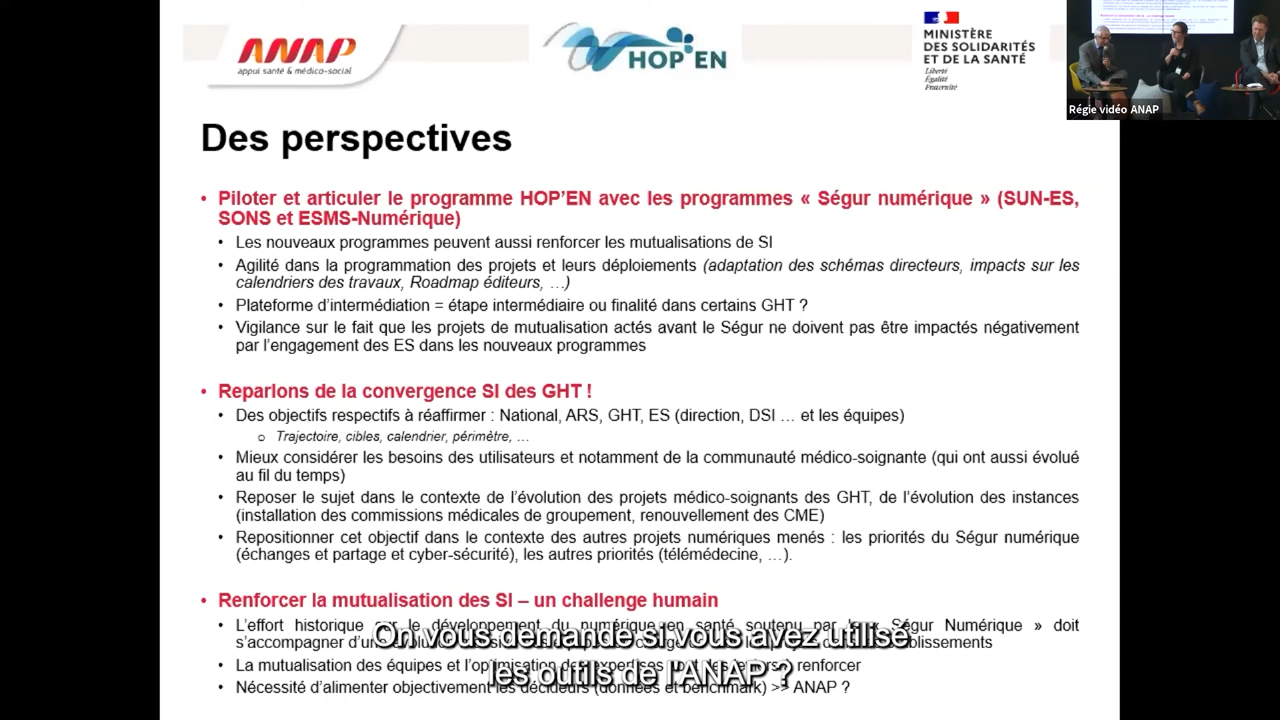 ANAP
appui santé & médico-social
HOP'EN
MINISTÈRE
DES SOLIDARITÉS
ET DE LA SANTÉ
Liberté
Égalité
Fraternité
Régie vidéo ANAP
Des perspectives
• Piloter et articuler le programme HOP'EN avec les programmes « Ségur numérique » (SUN-ES,
SONS et ESMS-Numérique)
• Les nouveaux programmes peuvent aussi renforcer les mutualisations de SI
• Agilité dans la programmation des projets et leurs déploiements (adaptation des schémas directeurs, impacts sur les
calendriers des travaux, Roadmap éditeurs, …)
• Plateforme d'intermédiation = étape intermédiaire ou finalité dans certains GHT ?
• Vigilance sur le fait que les projets de mutualisation actés avant le Ségur ne doivent pas être impactés négativement
par l'engagement des ES dans les nouveaux programmes
• Reparlons de la convergence SI des GHT !
• Des objectifs respectifs à réaffirmer : National, ARS, GHT, ES (direction, DSI … et les équipes)
o Trajectoire, cibles, calendrier, périmètre, …
• Mieux considérer les besoins des utilisateurs et notamment de la communauté médico-soignante (qui ont aussi évolué
au fil du temps)
• Reposer le sujet dans le contexte de l'évolution des projets médico-soignants des GHT, de l'évolution des instances
(installation des commissions médicales de groupement, renouvellement des CME)
• Repositionner cet objectif dans le contexte des autres projets numériques menés : les priorités du Ségur numérique
(échanges et partage et cyber-sécurité), les autres priorités (télémédecine, …).
• Renforcer la mutualisation des SI – un challenge humain
• L'effort historique le développement du numérique en santé soutenu par Ségur Numérique » doit
s'accompagner
• La mutualisation des équipes et l'optimisation renforcer
• Nécessité d'alimenter objectivement les décideurs (données et benchmark) >> ANAP ?
On vous demande si vous avez utilisé
les outils de l'ANAP ?